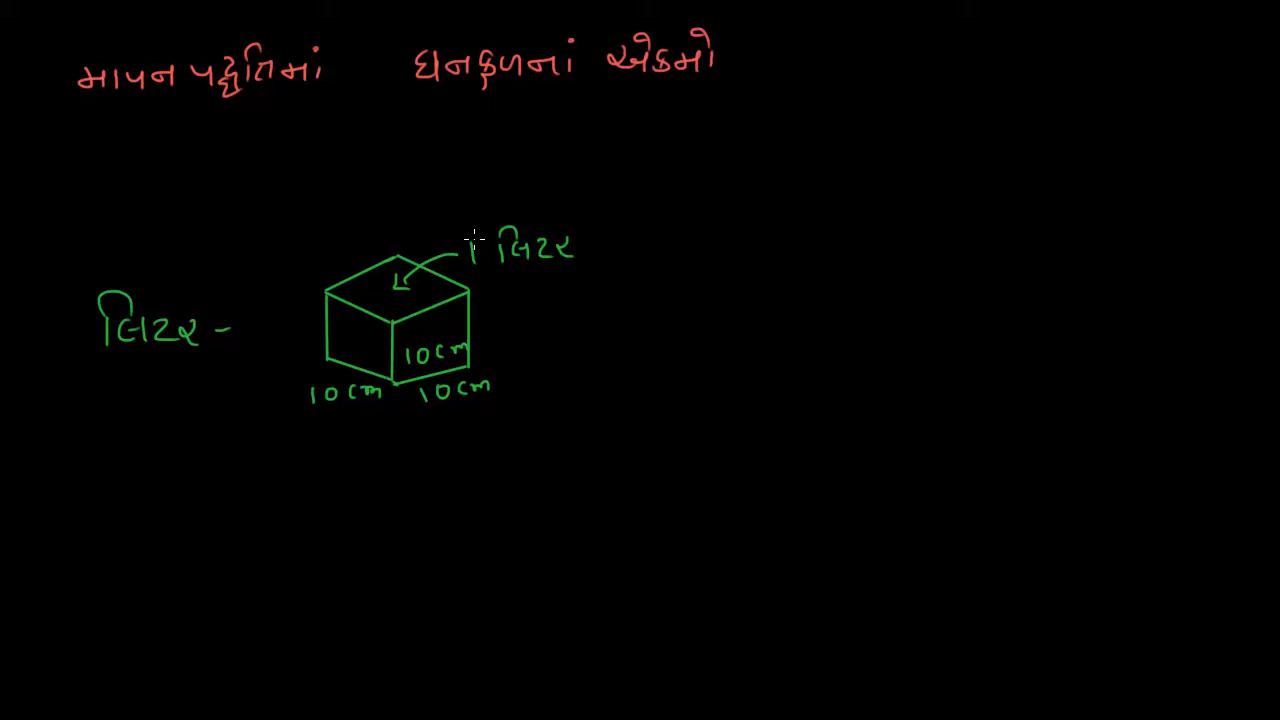 માપન પદ્ધતિમાં ઘનફળનાં એકમો
1 લિટર
લિટર -
10cm
10cm 10cm